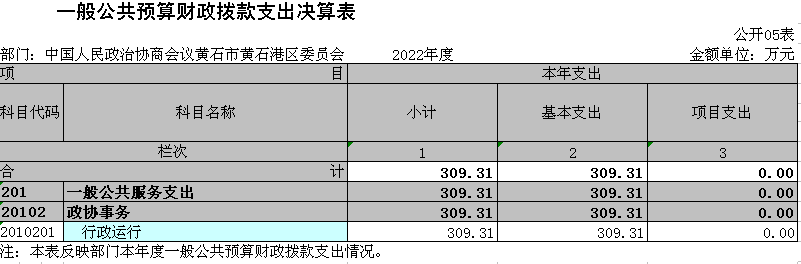 一般公共预算财政拨款支出决算表
公开05表
部门：中国人民政治协商会议黄石市黄石港区委员会 2022年度 金额单位：万元
项 目 本年支出
科目代码 科目名称 小计 基本支出 项目支出
栏次 1 2 3
合 计 309.31 309.31 0.00
201 一般公共服务支出 309.31 309.31 0.00
20102 政协事务 309.31 309.31 0.00
2010201 行政运行 309.31 309.31 0.00
注：本表反映部门本年度一般公共预算财政拨款支出情况。